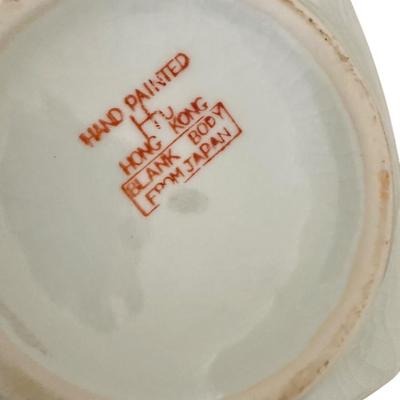 HAND PAINTED
HONG KONG
BLANK BODY
FROM JAPAN